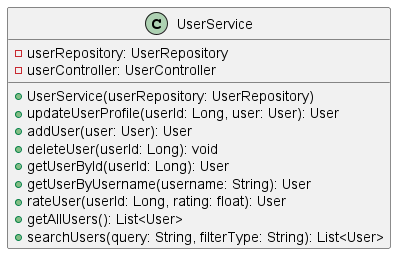 C UserService
userRepository: UserRepository
userController: UserController
UserService(userRepository: UserRepository)
updateUserProfile(userId: Long, user: User): User
addUser(user: User): User
deleteUser(userId: Long): void
getUserById(userId: Long): User
getUserByUsername(username: String): User
rateUser(userId: Long, rating: float): User
getAllUsers(): List<User>
searchUsers(query: String, filterType: String): List<User>